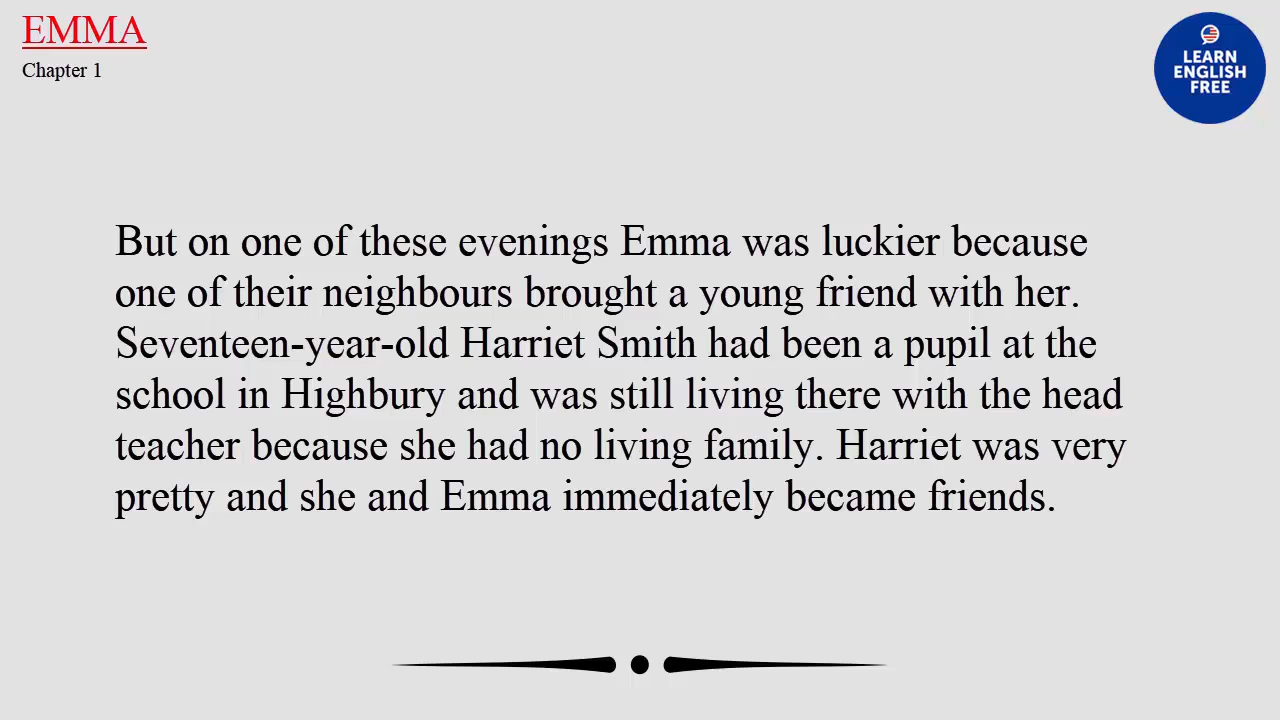 EMMA
Chapter 1
LEARN
ENGLISH
FREE
But on one of these evenings Emma was luckier because
one of their neighbours brought a young friend with her.
Seventeen-year-old Harriet Smith had been a pupil at the
school in Highbury and was still living there with the head
teacher because she had no living family. Harriet was very
pretty and she and Emma immediately became friends.